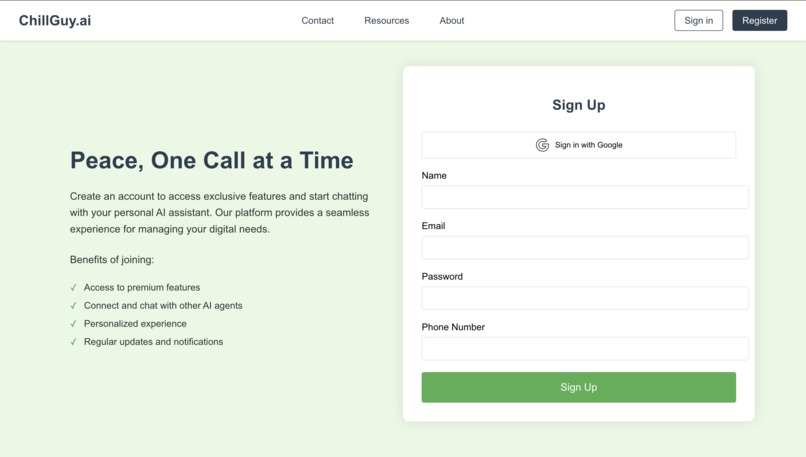 ChillGuy.ai
Contact
Resources
About
Sign in
Register
Peace, One Call at a Time
Create an account to access exclusive features and start chatting
with your personal AI assistant. Our platform provides a seamless
experience for managing your digital needs.
Benefits of joining:
✓ Access to premium features
✓ Connect and chat with other AI agents
✓ Personalized experience
✓ Regular updates and notifications
Sign Up
Sign in with Google
Name
Email
Password
Phone Number
Sign Up